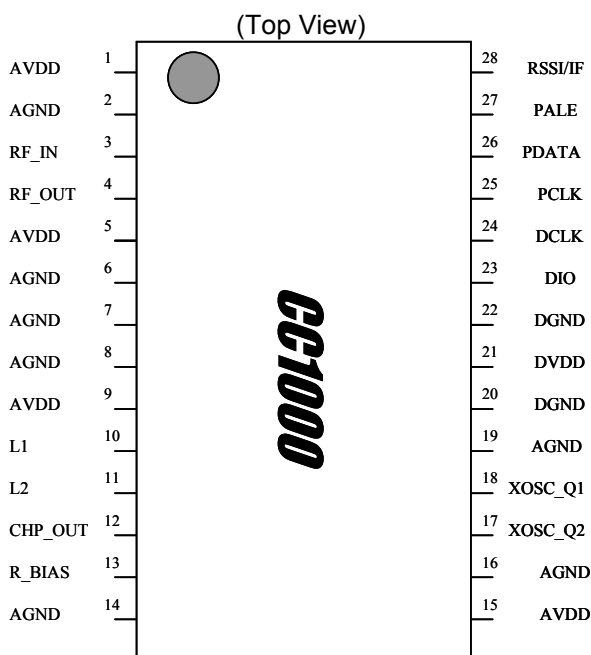 (Top View)
AVDD 1 28 RSSI/IF
AGND 2 27 PALE
RF_IN 3 26 PDATA
RF_OUT 4 25 PCLK
AVDD 5 24 DCLK
AGND 6 23 DIO
AGND 7 22 DGND
AGND 8 21 DVDD
AVDD 9 20 DGND
L1 10 19 AGND
L2 11 18 XOSC_Q1
CHP_OUT 12 17 XOSC_Q2
R_BIAS 13 16 AGND
AGND 14 15 AVDD
CC1000